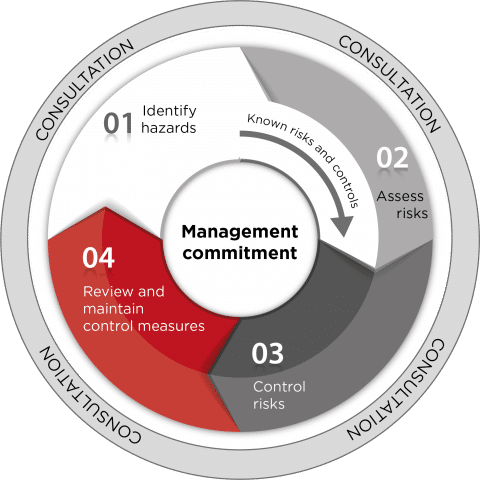 CONSULTATION
CONSULTATION
01 Identify
hazards
Known risks and controls
02
Assess
risks
Management
commitment
04
Review and
maintain
control measures
03
Control
risks
CONSULTATION
CONSULTATION